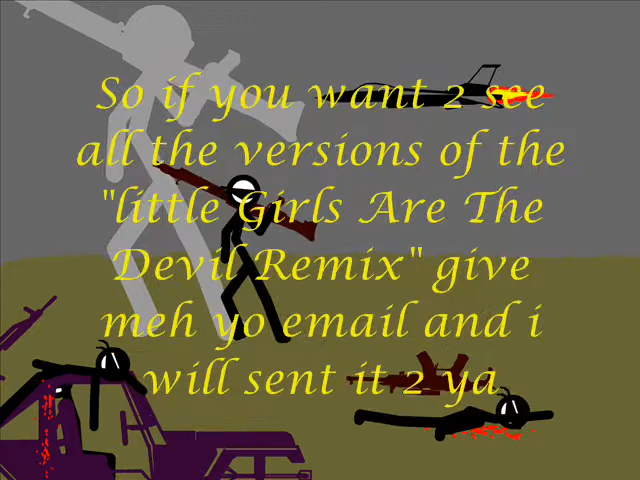 So if you want 2 see
all the versions of the
"little Girls Are The
Devil Remix" give
meh yo email and i
will sent it 2 ya